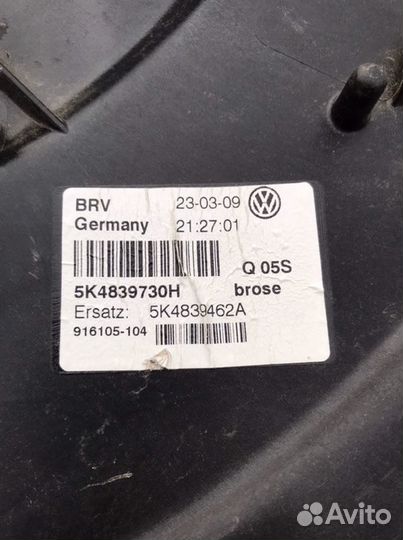 BRV 23-03-09
Germany 21:27:01
Q 05S
5K4839730H brose
Ersatz: 5K4839462A
916105-104
Avito